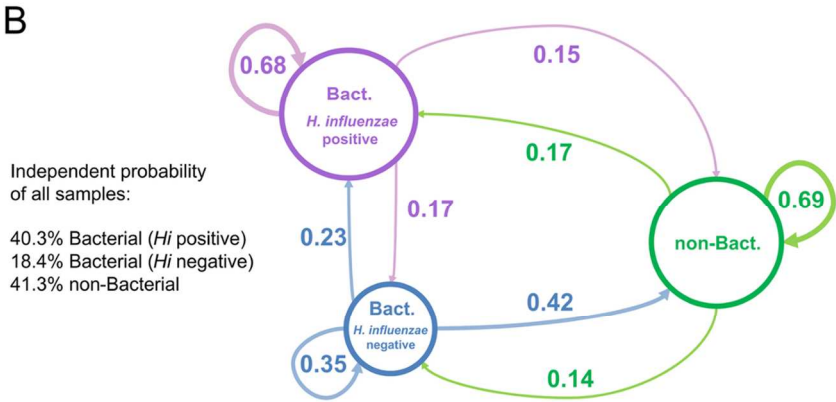 B
0.68
0.15
Bact.
H. influenzae
positive
0.17
Independent probability
of all samples:
0.69
40.3% Bacterial (Hi positive)
18.4% Bacterial (Hi negative)
41.3% non-Bacterial
0.23
0.17
non-Bact.
Bact.
H. influenzae
negative
0.42
0.35
0.14